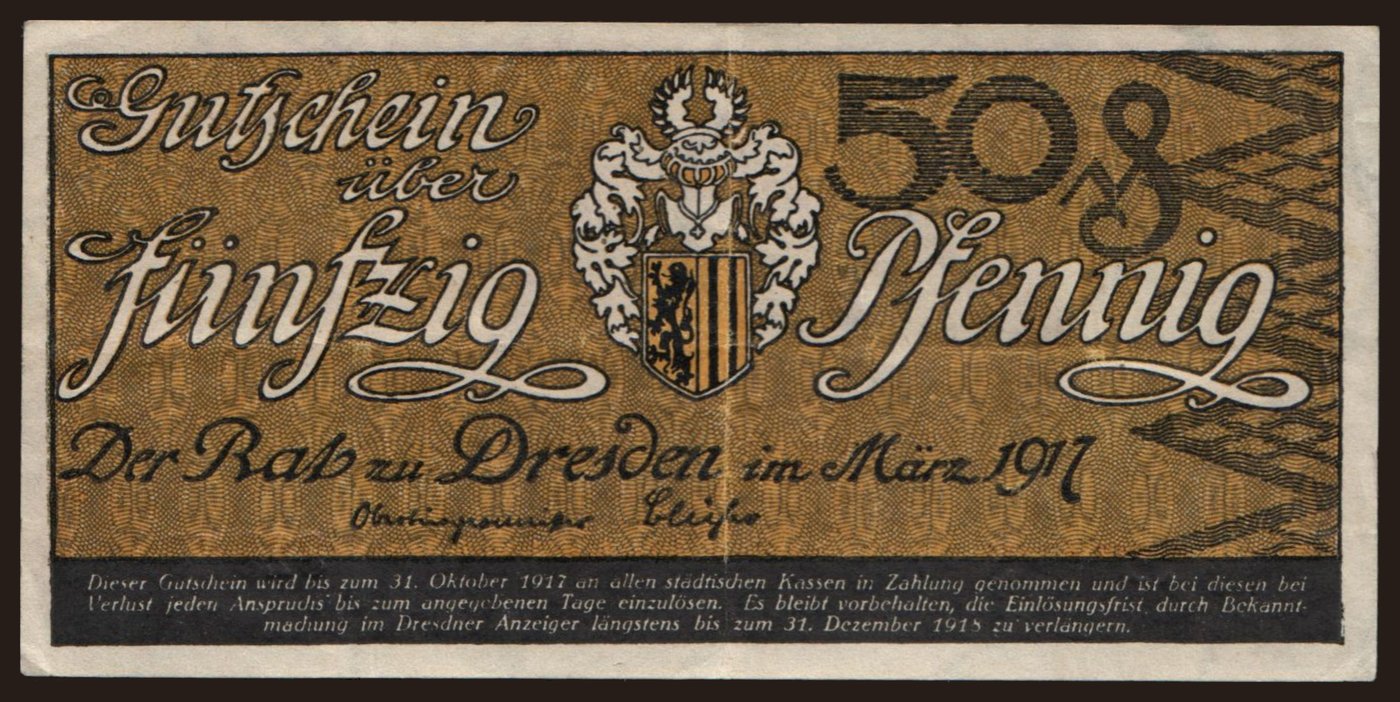 Gutschein
über
fünfzig Pfennig
50 ₰
Der Rat zu Dresden im März 1917
Oberbürgermeister Blüher
Dieser Gutschein wird bis zum 31. Oktober 1917 an allen städtischen Kassen in Zahlung genommen und ist bei diesen bei
Verlust jeden Anspruchs bis zum angegebenen Tage einzulösen. Es bleibt vorbehalten, die Einlösungsfrist durch Bekannt-
machung im Dresdner Anzeiger längstens bis zum 31. Dezember 1918 zu verlängern.